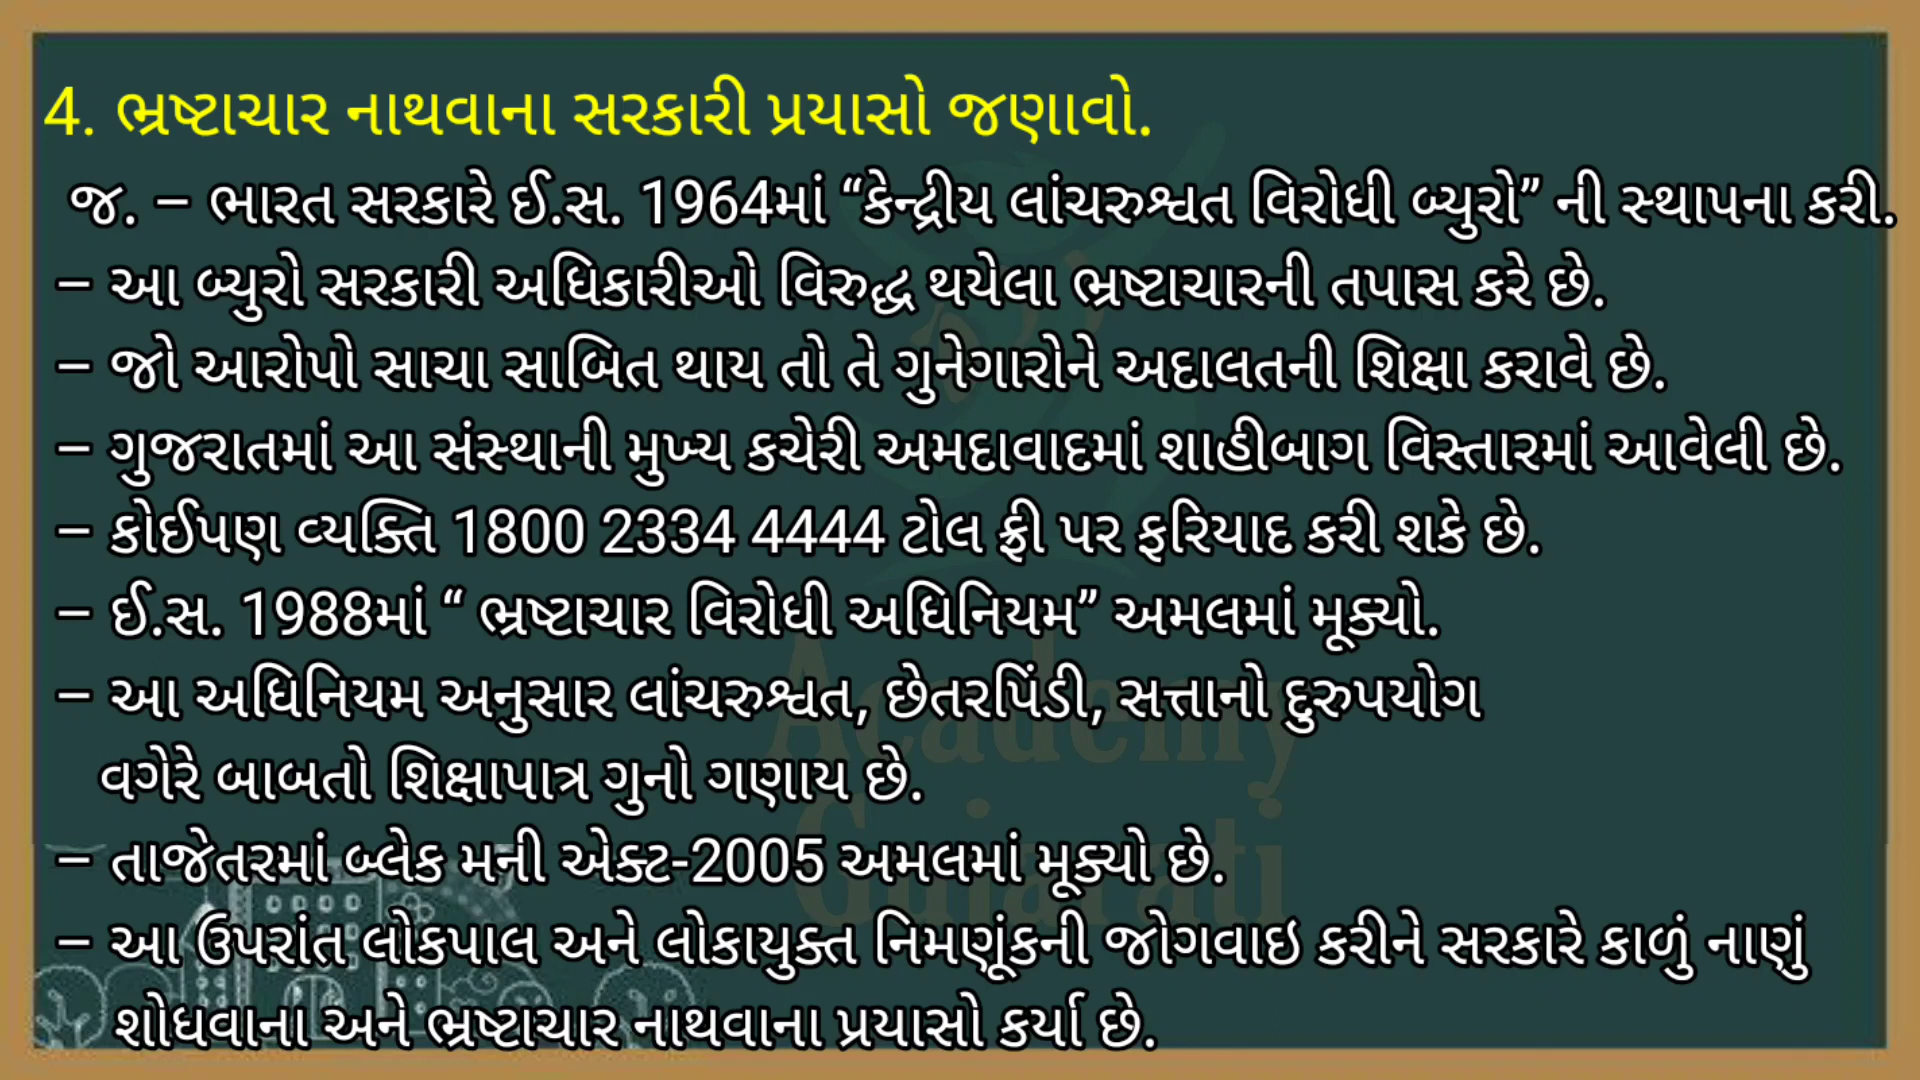 4. ભ્રષ્ટાચાર નાથવાના સરકારી પ્રયાસો જણાવો.
જ. – ભારત સરકારે ઈ.સ. 1964માં “કેન્દ્રીય લાંચરુશ્વત વિરોધી બ્યુરો” ની સ્થાપના કરી.
– આ બ્યુરો સરકારી અધિકારીઓ વિરુદ્ધ થયેલા ભ્રષ્ટાચારની તપાસ કરે છે.
– જો આરોપો સાચા સાબિત થાય તો તે ગુનેગારોને અદાલતની શિક્ષા કરાવે છે.
– ગુજરાતમાં આ સંસ્થાની મુખ્ય કચેરી અમદાવાદમાં શાહીબાગ વિસ્તારમાં આવેલી છે.
– કોઈપણ વ્યક્તિ 1800 2334 4444 ટોલ ફ્રી પર ફરિયાદ કરી શકે છે.
– ઈ.સ. 1988માં “ ભ્રષ્ટાચાર વિરોધી અધિનિયમ” અમલમાં મૂક્યો.
– આ અધિનિયમ અનુસાર લાંચરુશ્વત, છેતરપિંડી, સત્તાનો દુરુપયોગ
વગેરે બાબતો શિક્ષાપાત્ર ગુનો ગણાય છે.
– તાજેતરમાં બ્લેક મની એક્ટ-2005 અમલમાં મૂક્યો છે.
– આ ઉપરાંત લોકપાલ અને લોકાયુક્ત નિમણૂંકની જોગવાઇ કરીને સરકારે કાળું નાણું
શોધવાના અને ભ્રષ્ટાચાર નાથવાના પ્રયાસો કર્યા છે.
Academy
Gujarati